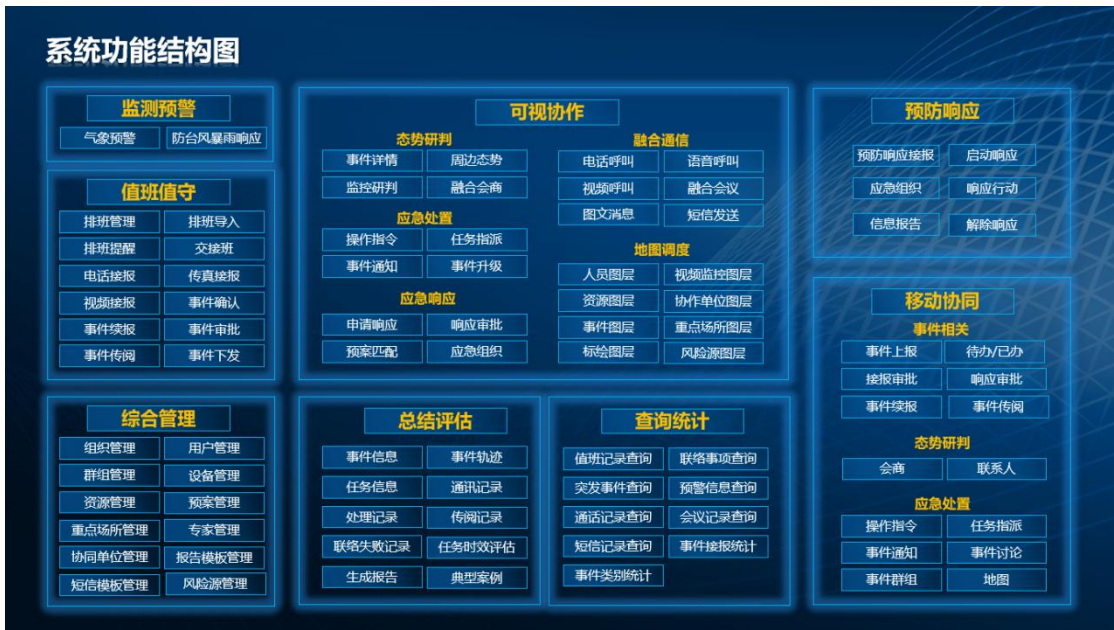 系统功能结构图
监测预警
气象预警 防台风暴雨响应
值班值守
排班管理 排班导入
排班提醒 交接班
电话接报 传真接报
视频接报 事件确认
事件续报 事件审批
事件传阅 事件下发
综合管理
组织管理 用户管理
群组管理 设备管理
资源管理 预案管理
重点场所管理 专家管理
协同单位管理 报告模板管理
短信模板管理 风险源管理
可视协作
态势研判
事件详情 周边态势
监控研判 融合会商
应急处置
操作指令 任务指派
事件通知 事件升级
应急响应
申请响应 响应审批
预案匹配 应急组织
融合通信
电话呼叫 语音呼叫
视频呼叫 融合会议
图文消息 短信发送
地图调度
人员图层 视频监控图层
资源图层 协作单位图层
事件图层 重点场所图层
标绘图层 风险源图层
总结评估
事件信息 事件轨迹
任务信息 通讯记录
处理记录 传阅记录
联络失败记录 任务时效评估
生成报告 典型案例
查询统计
值班记录查询 联络事项查询
突发事件查询 预警信息查询
通话记录查询 会议记录查询
短信记录查询 事件接报统计
事件类别统计
预防响应
预防响应接报 启动响应
应急组织 响应行动
信息报告 解除响应
移动协同
事件相关
事件上报 待办/已办
接报审批 响应审批
事件续报 事件传阅
态势研判
会商 联系人
应急处置
操作指令 任务指派
事件通知 事件讨论
事件群组 地图